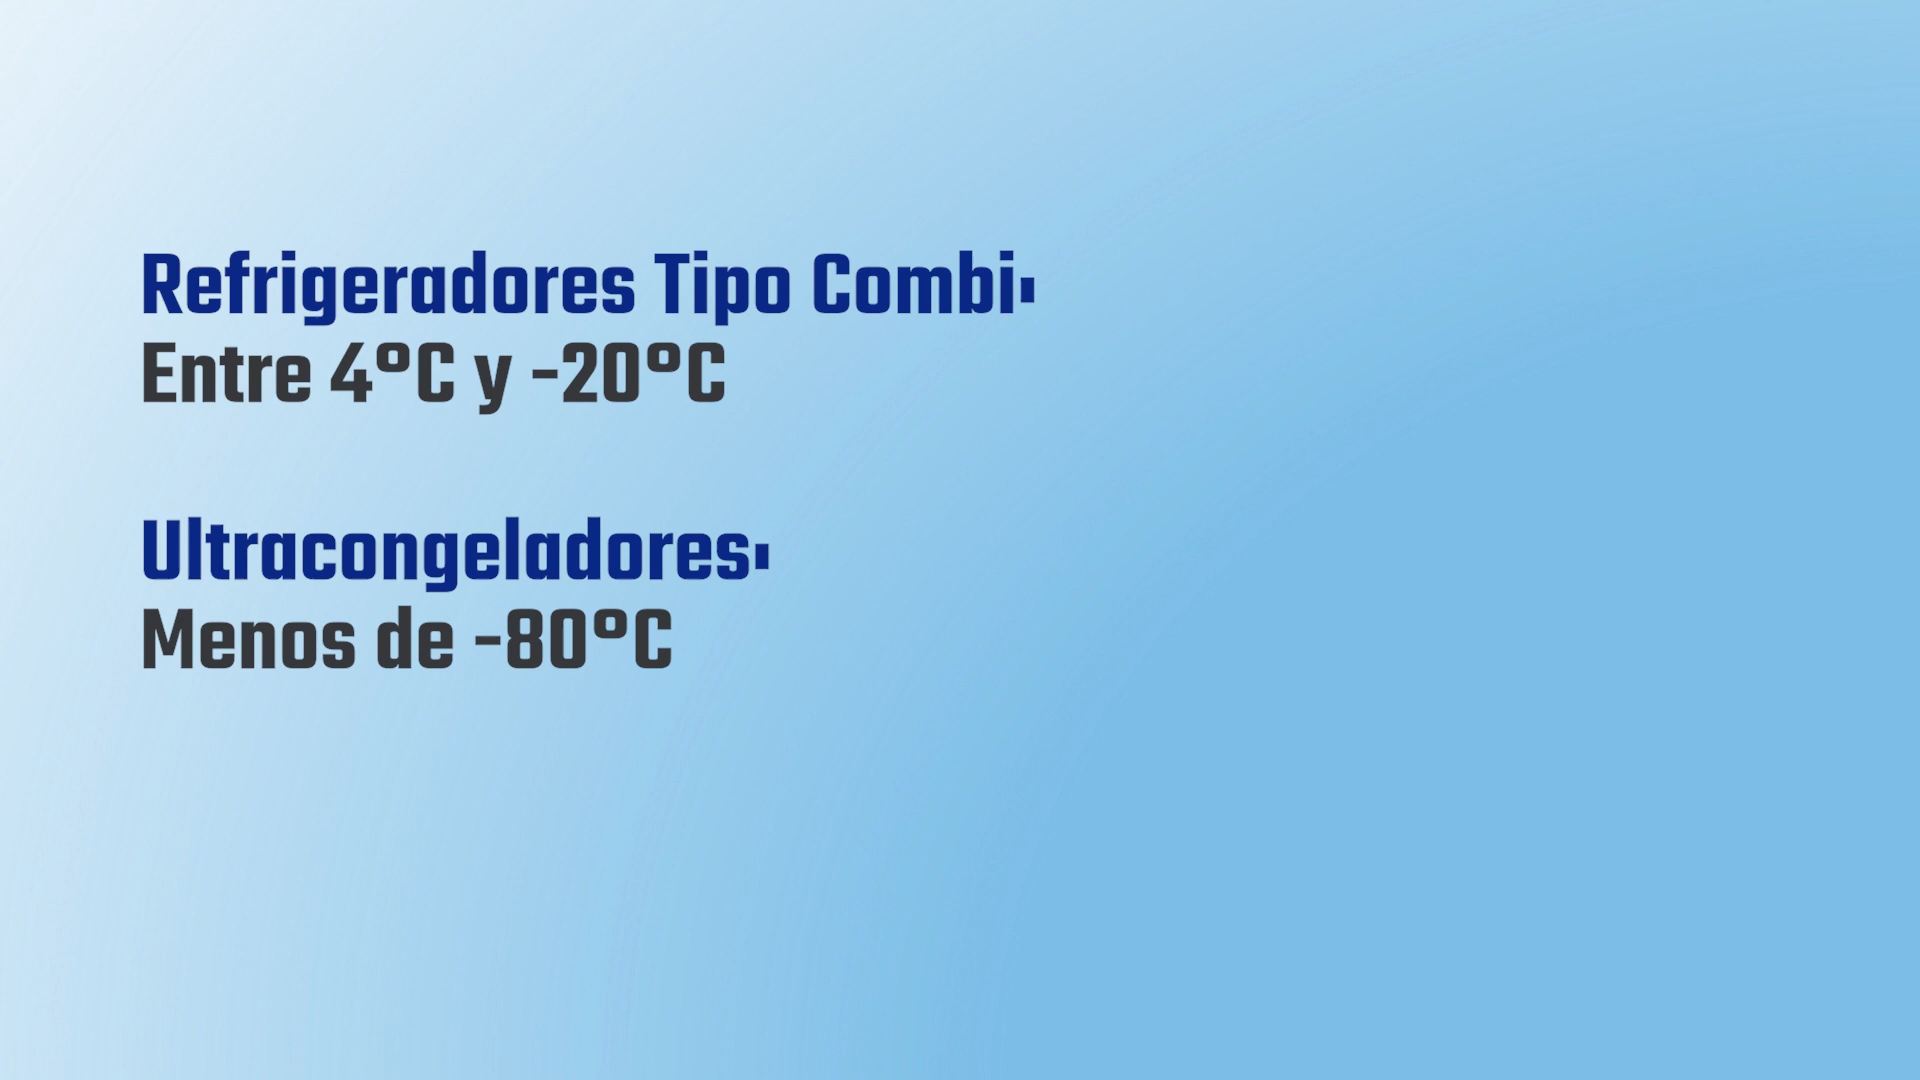 Refrigeradores Tipo Combi:
Entre 4°C y -20°C
Ultracongeladores:
Menos de -80°C